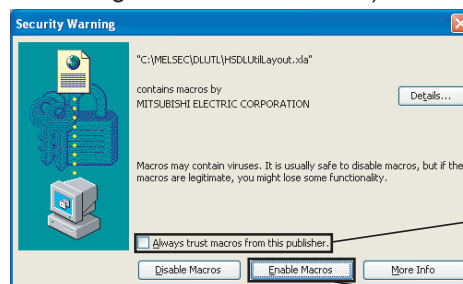 Security Warning
"C:\MELSEC\DLUTL\HSDLUtilLayout.xla"
contains macros by
MITSUBISHI ELECTRIC CORPORATION
Details...
Macros may contain viruses. It is usually safe to disable macros, but if the
macros are legitimate, you might lose some functionality.
Always trust macros from this publisher.
Disable Macros Enable Macros More Info